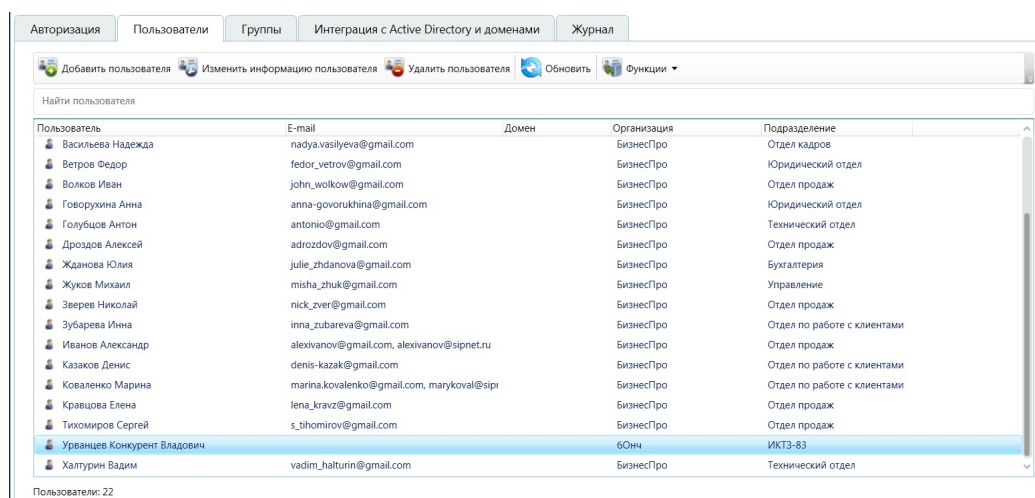 Авторизация Пользователи Группы Интеграция с Active Directory и доменами Журнал
Добавить пользователя Изменить информацию пользователя Удалить пользователя Обновить Функции
Найти пользователя
Пользователь E-mail Домен Организация Подразделение
Васильева Надежда nadya.vasilyeva@gmail.com БизнесПро Отдел кадров
Ветров Федор fedor_vetrov@gmail.com БизнесПро Юридический отдел
Волков Иван john_wolkow@gmail.com БизнесПро Отдел продаж
Говорухина Анна anna-govorukhina@gmail.com БизнесПро Юридический отдел
Голубцов Антон antonio@gmail.com БизнесПро Технический отдел
Дроздов Алексей adrozdov@gmail.com БизнесПро Отдел продаж
Жданова Юлия julie_zhdanova@gmail.com БизнесПро Бухгалтерия
Жуков Михаил misha_zhuk@gmail.com БизнесПро Управление
Зверев Николай nick_zver@gmail.com БизнесПро Отдел продаж
Зубарева Инна inna_zubareva@gmail.com БизнесПро Отдел по работе с клиентами
Иванов Александр alexivanov@gmail.com, alexivanov@sipnet.ru БизнесПро Отдел продаж
Казаков Денис denis-kazak@gmail.com БизнесПро Отдел по работе с клиентами
Коваленко Марина marina.kovalenko@gmail.com, marykoval@sipr БизнесПро Отдел по работе с клиентами
Кравцова Елена lena_kravz@gmail.com БизнесПро Отдел продаж
Тихомиров Сергей s_tihomirov@gmail.com БизнесПро Отдел продаж
Урванцев Конкурент Владович 6Онч ИКТЗ-83
Халтурин Вадим vadim_halturin@gmail.com БизнесПро Технический отдел
Пользователи: 22